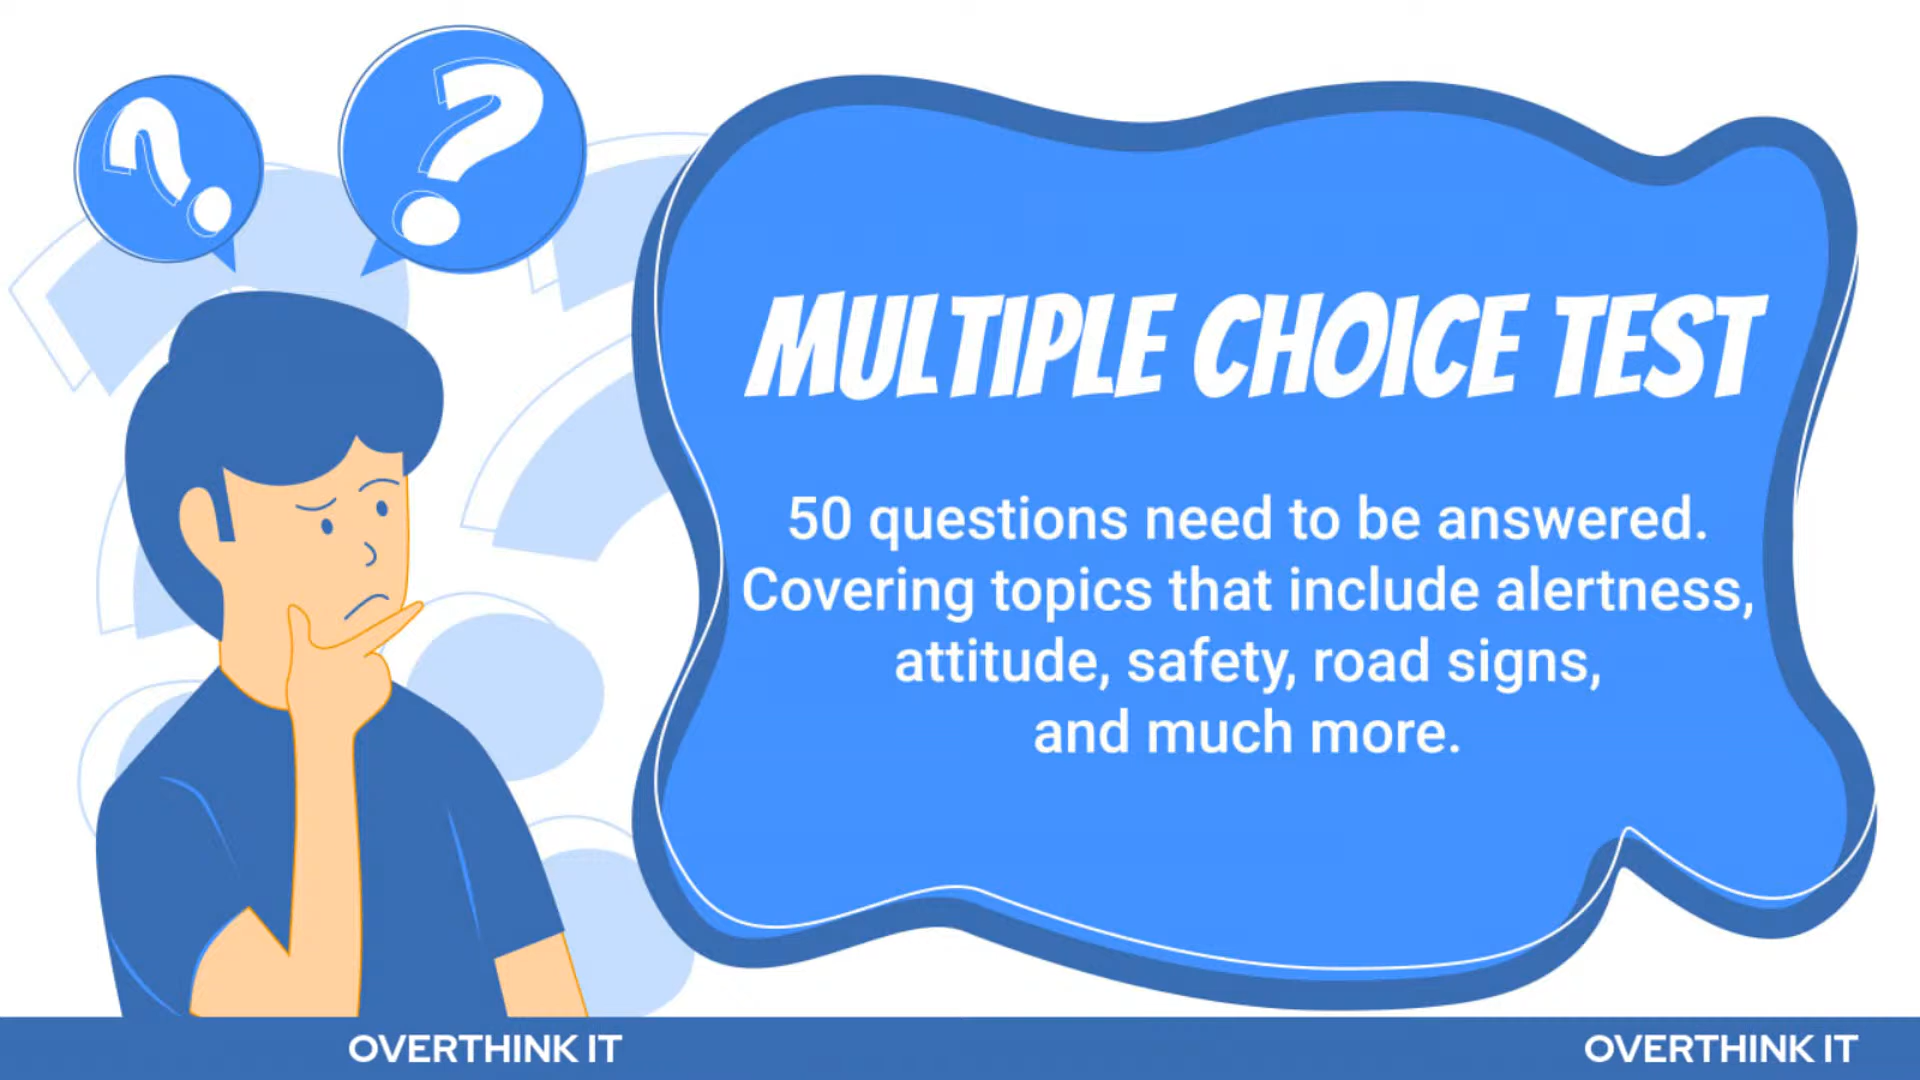 MULTIPLE CHOICE TEST
50 questions need to be answered.
Covering topics that include alertness,
attitude, safety, road signs,
and much more.
OVERTHINK IT
OVERTHINK IT